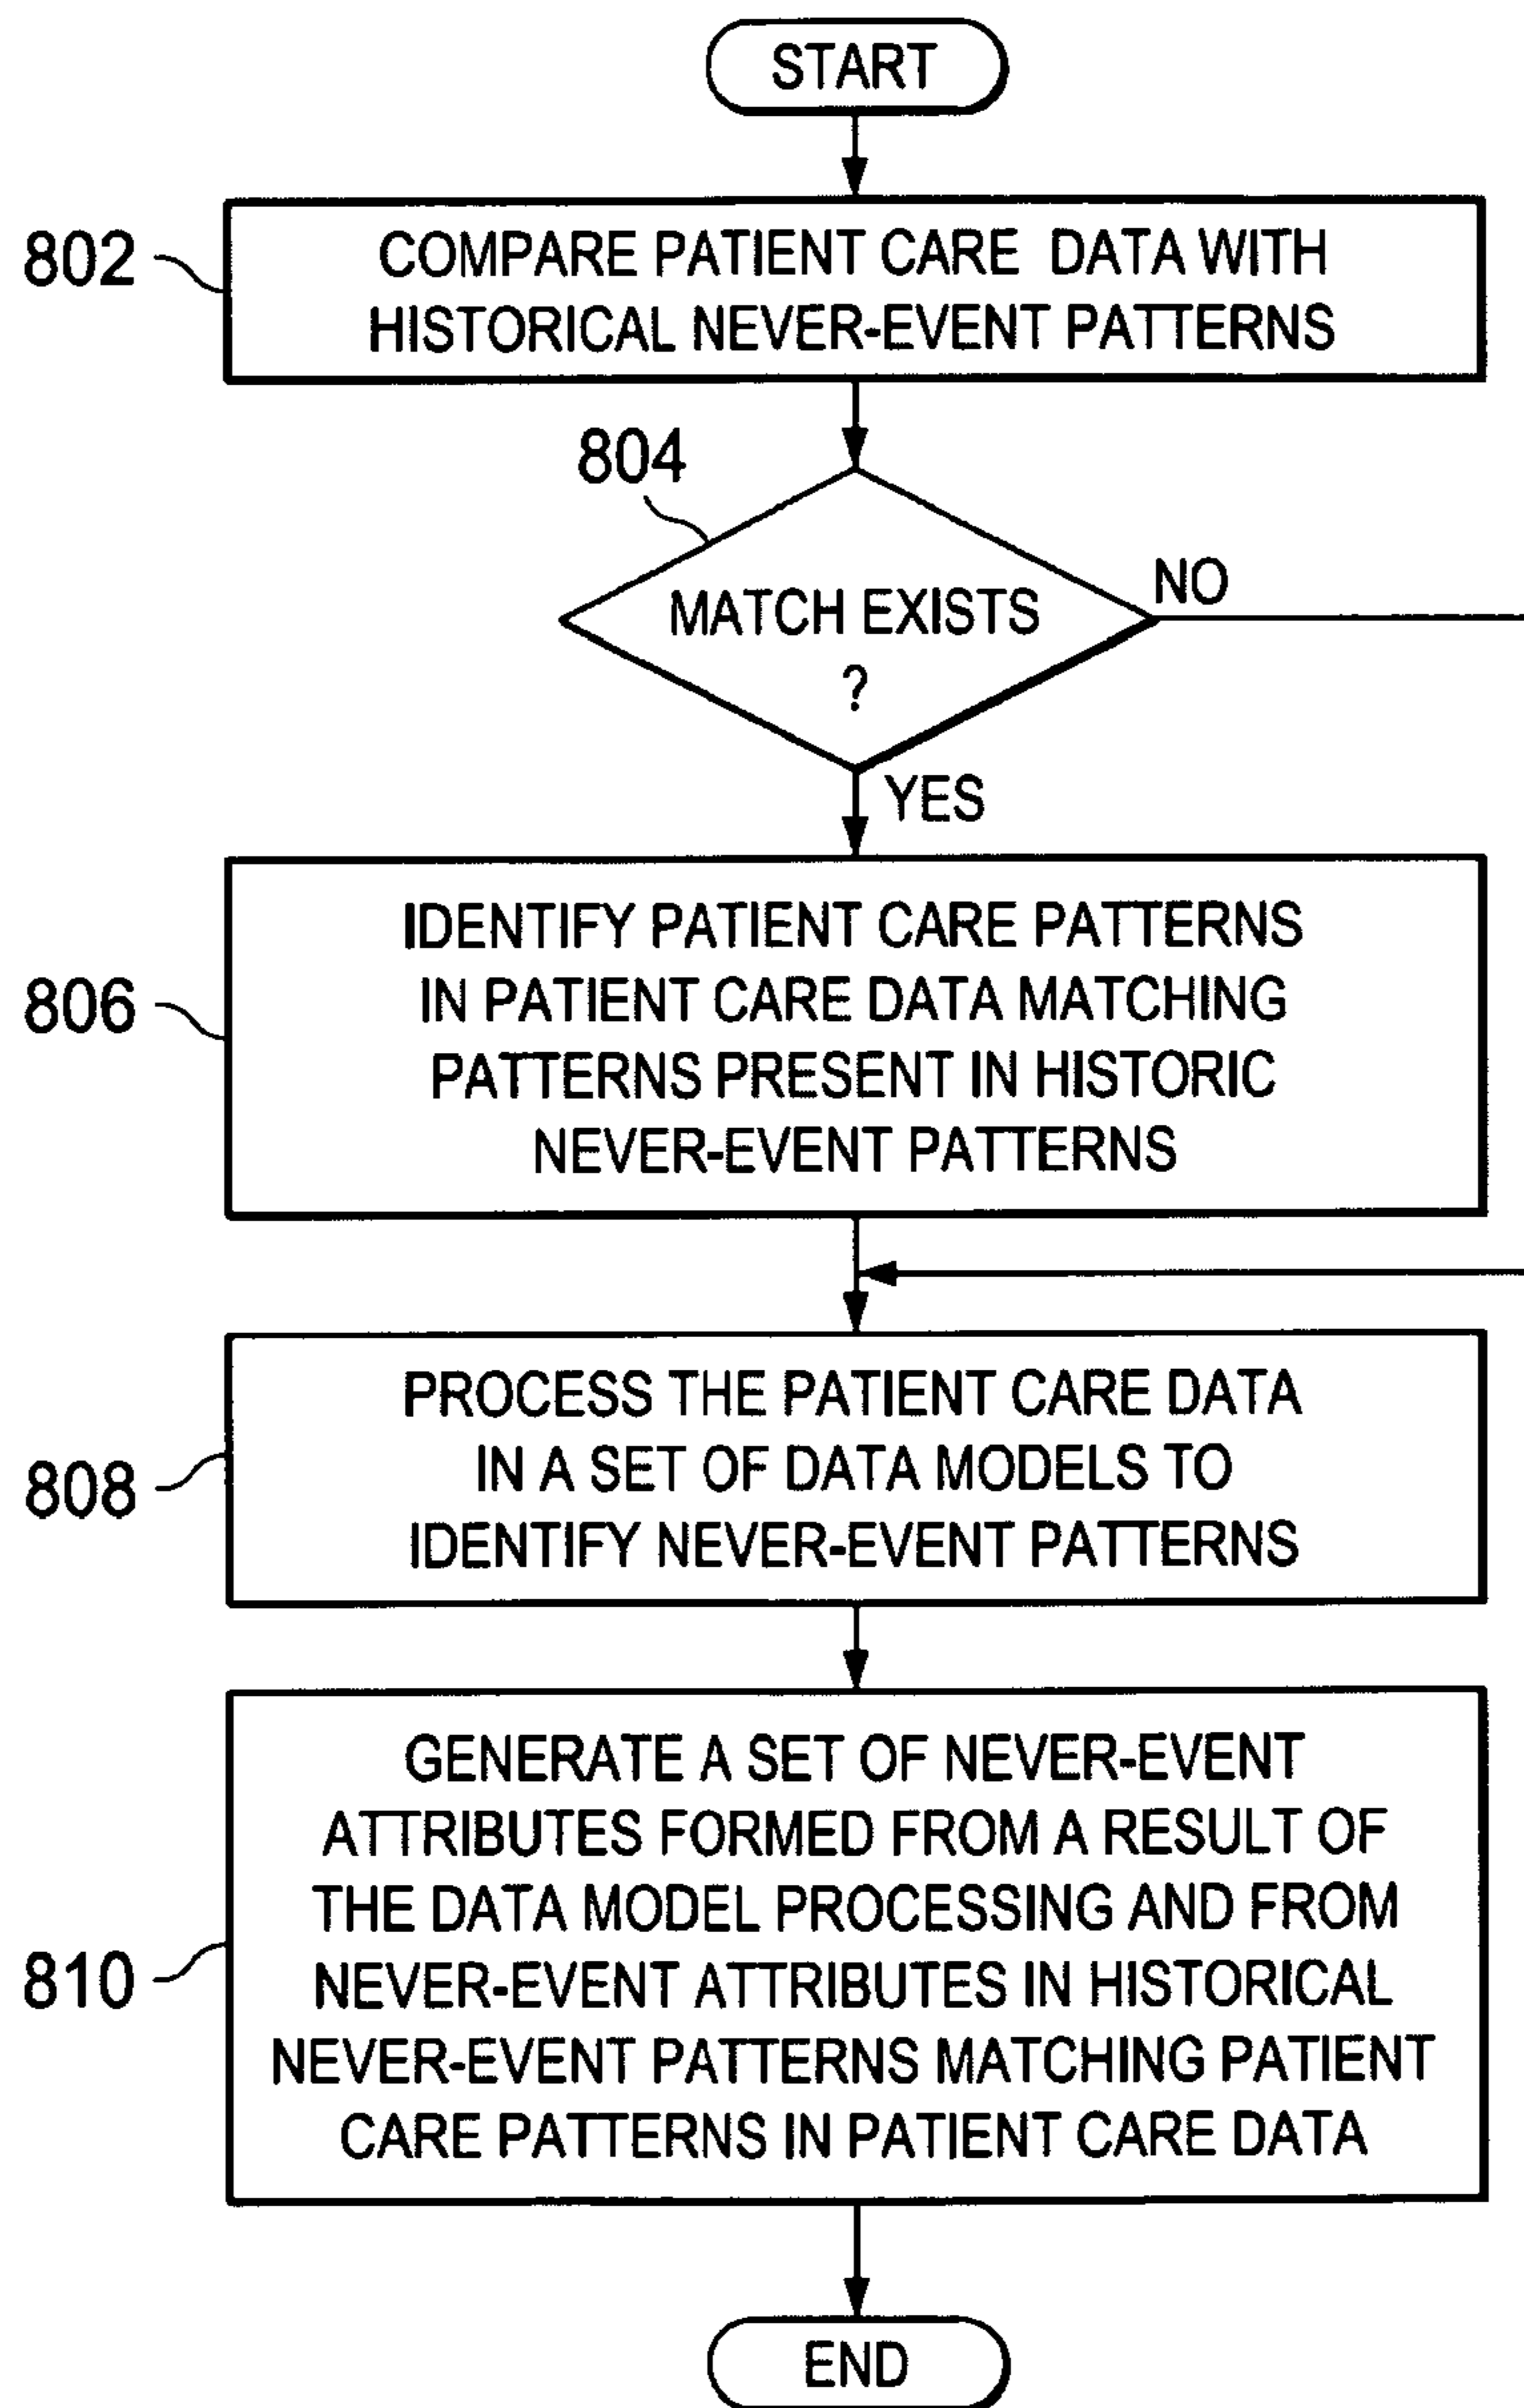 START
802
COMPARE PATIENT CARE DATA WITH
HISTORICAL NEVER-EVENT PATTERNS
804
MATCH EXISTS
?
NO
YES
806
IDENTIFY PATIENT CARE PATTERNS
IN PATIENT CARE DATA MATCHING
PATTERNS PRESENT IN HISTORIC
NEVER-EVENT PATTERNS
808
PROCESS THE PATIENT CARE DATA
IN A SET OF DATA MODELS TO
IDENTIFY NEVER-EVENT PATTERNS
810
GENERATE A SET OF NEVER-EVENT
ATTRIBUTES FORMED FROM A RESULT OF
THE DATA MODEL PROCESSING AND FROM
NEVER-EVENT ATTRIBUTES IN HISTORICAL
NEVER-EVENT PATTERNS MATCHING PATIENT
CARE PATTERNS IN PATIENT CARE DATA
END